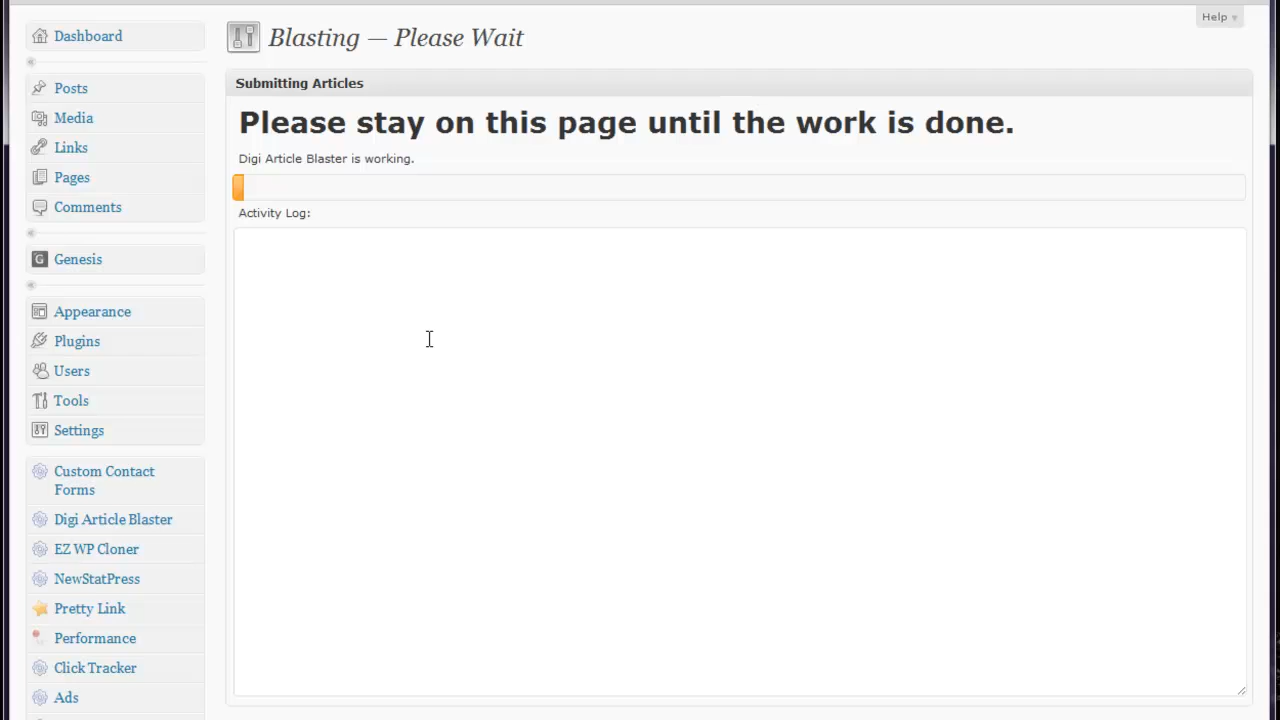 Help
Dashboard
Blasting — Please Wait
Submitting Articles
Posts
Please stay on this page until the work is done.
Media
Links
Digi Article Blaster is working.
Pages
Comments
Activity Log:
G
Genesis
Appearance
Plugins
Users
Tools
Settings
Custom Contact
Forms
Digi Article Blaster
EZ WP Cloner
NewStatPress
Pretty Link
Performance
Click Tracker
Ads